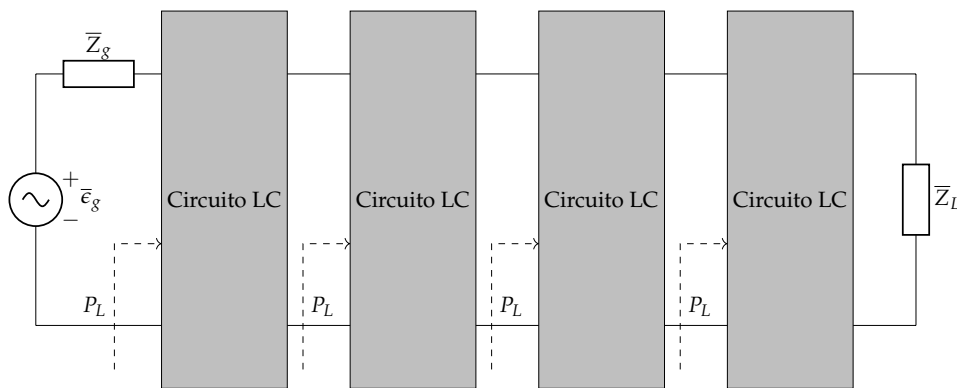 Z̅g
Circuito LC
Circuito LC
Circuito LC
Circuito LC
+
ϵ̅g
−
Z̅L
PL
PL
PL
PL